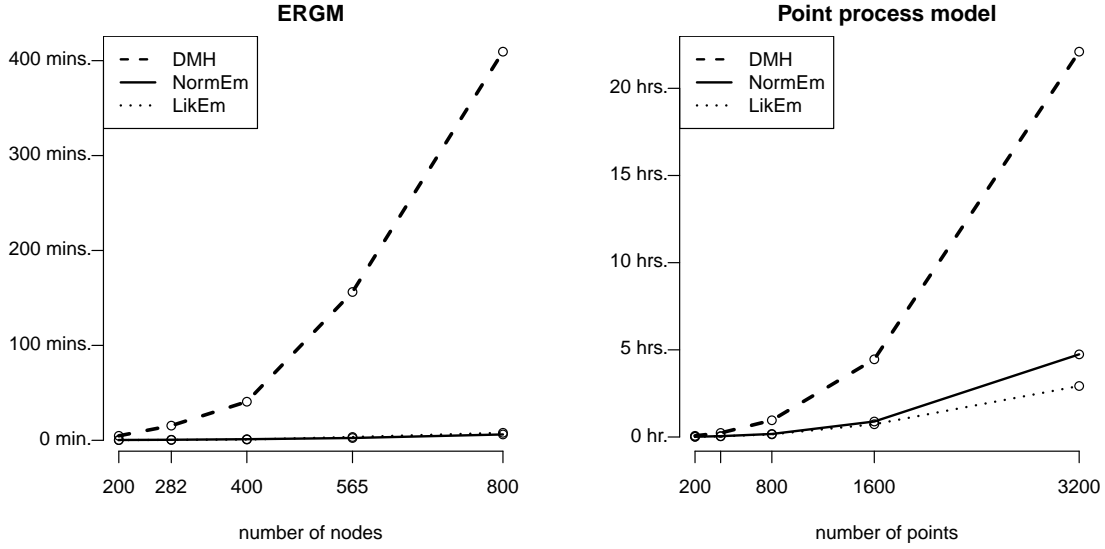 ERGM
DMH
NormEm
LikEm
400 mins.
300 mins.
200 mins.
100 mins.
0 min.
200 282 400 565 800
number of nodes
Point process model
DMH
NormEm
LikEm
20 hrs.
15 hrs.
10 hrs.
5 hrs.
0 hr.
200 800 1600 3200
number of points